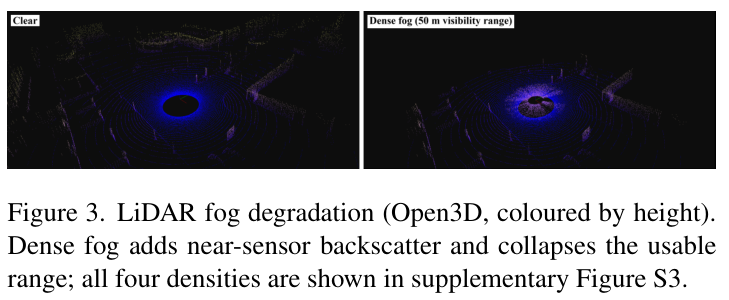 Clear
Dense fog (50 m visibility range)
Figure 3. LiDAR fog degradation (Open3D, coloured by height).
Dense fog adds near-sensor backscatter and collapses the usable
range; all four densities are shown in supplementary Figure S3.